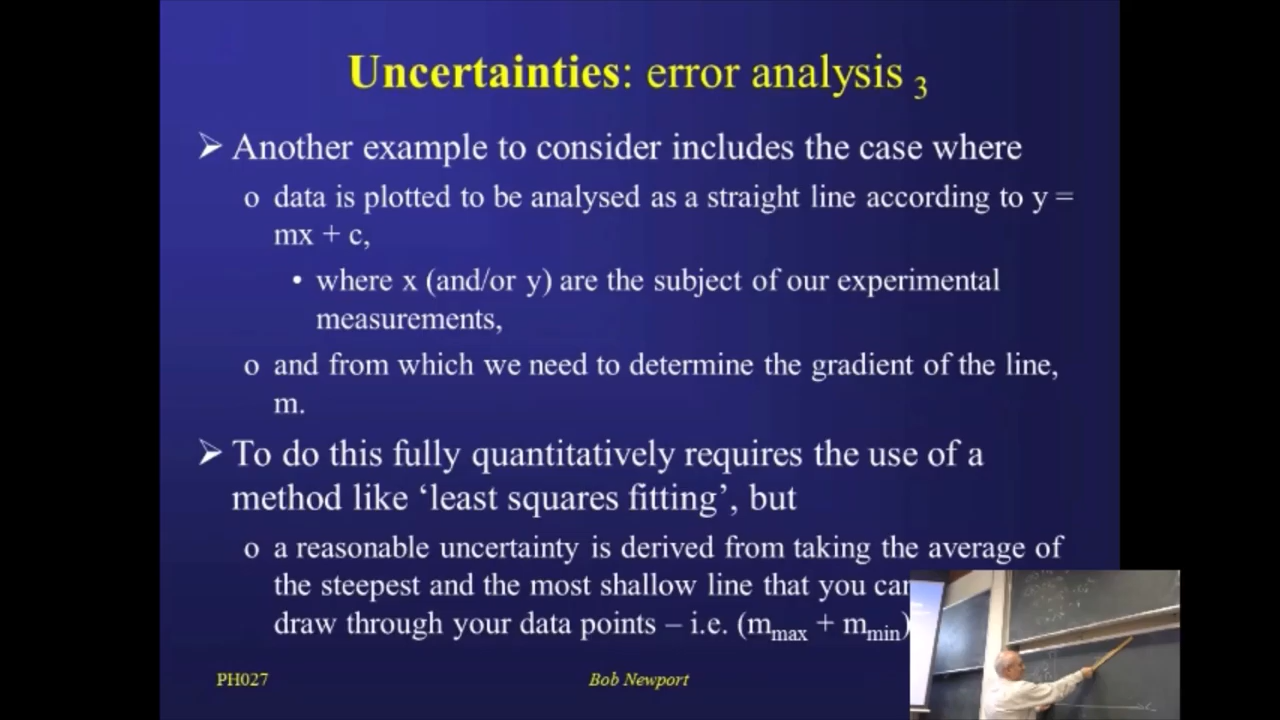 Uncertainties: error analysis 3
Another example to consider includes the case where
data is plotted to be analysed as a straight line according to y =
mx + c,
where x (and/or y) are the subject of our experimental
measurements,
and from which we need to determine the gradient of the line,
m.
To do this fully quantitatively requires the use of a
method like ‘least squares fitting’, but
a reasonable uncertainty is derived from taking the average of
the steepest and the most shallow line that you can
draw through your data points – i.e. (mmax + mmin)
PH027
Bob Newport